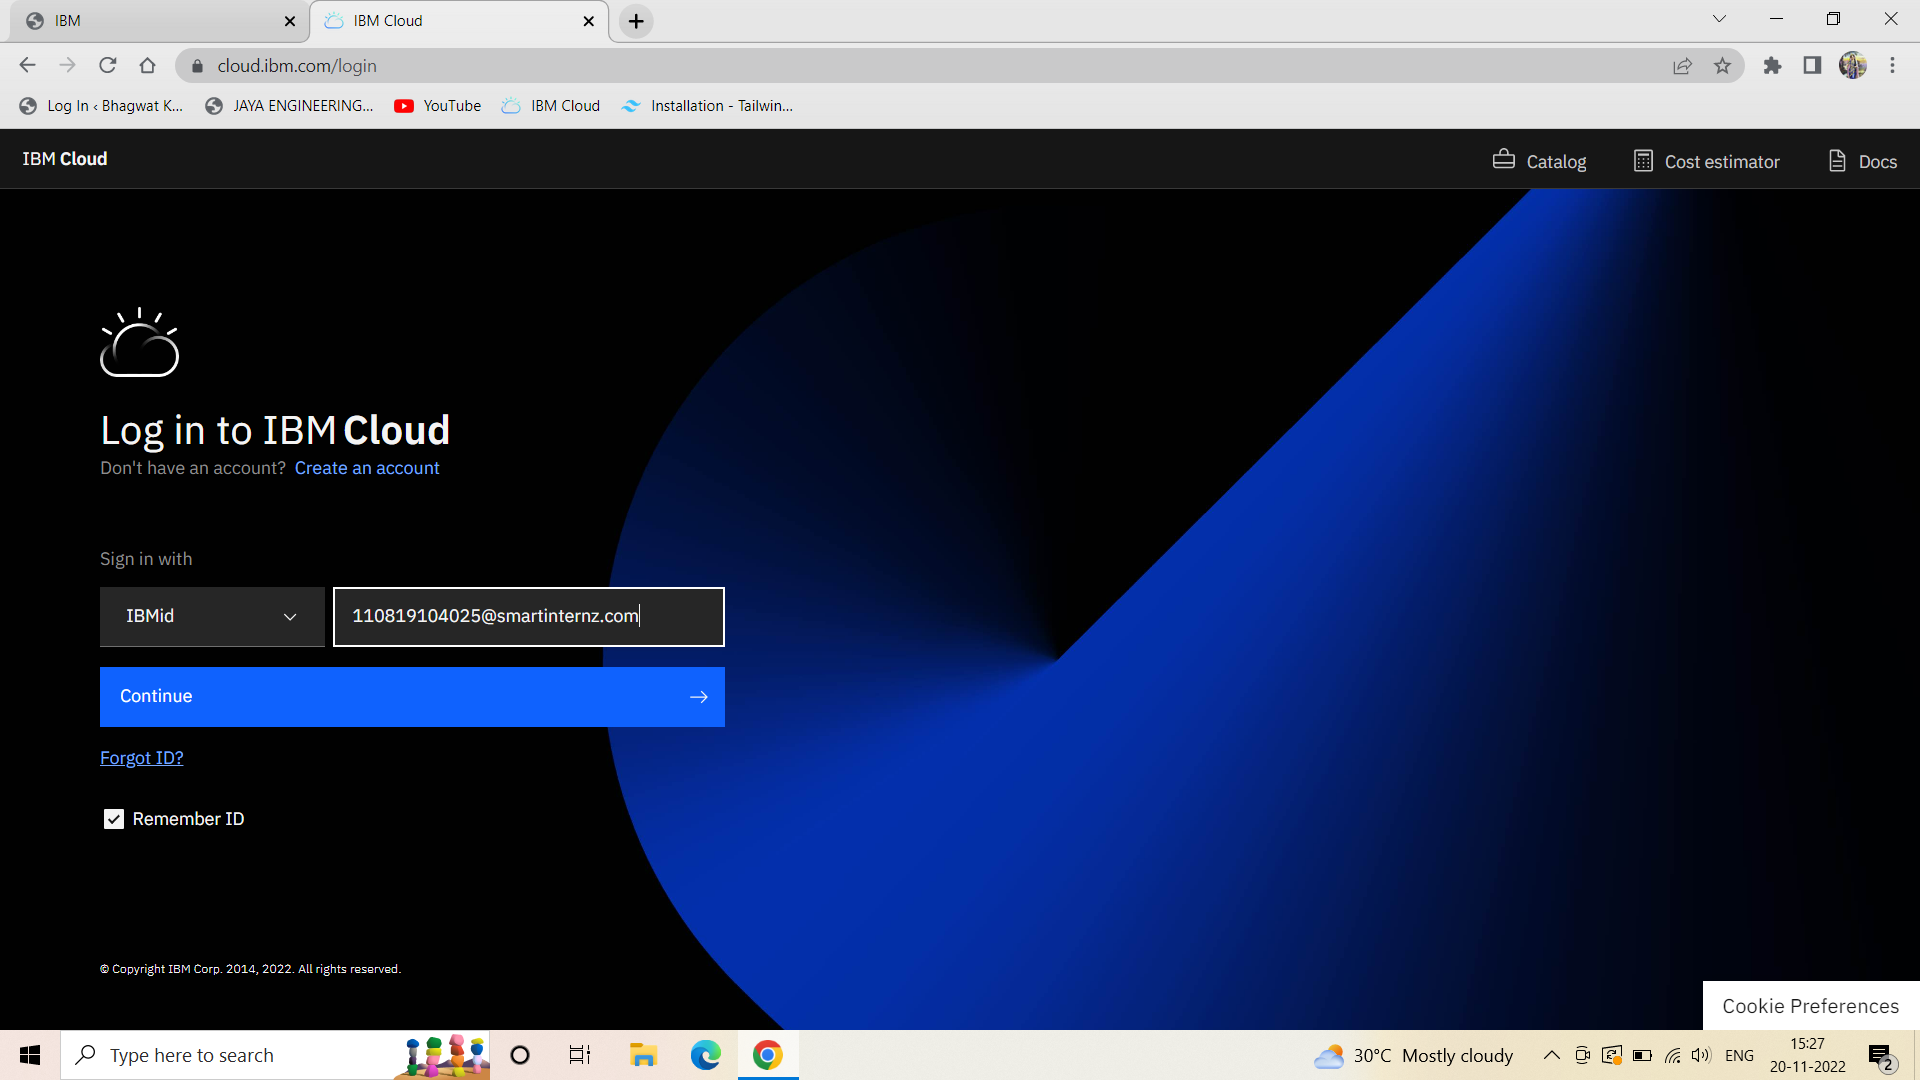 IBM
IBM Cloud
cloud.ibm.com/login
Log In ‹ Bhagwat K...
JAYA ENGINEERING...
YouTube
IBM Cloud
Installation - Tailwin...
IBM Cloud
Catalog
Cost estimator
Docs
Log in to IBM Cloud
Don't have an account? Create an account
Sign in with
IBMid
110819104025@smartinternz.com
Continue
Forgot ID?
Remember ID
© Copyright IBM Corp. 2014, 2022. All rights reserved.
Cookie Preferences
Type here to search
30°C Mostly cloudy
ENG
15:27
20-11-2022
2